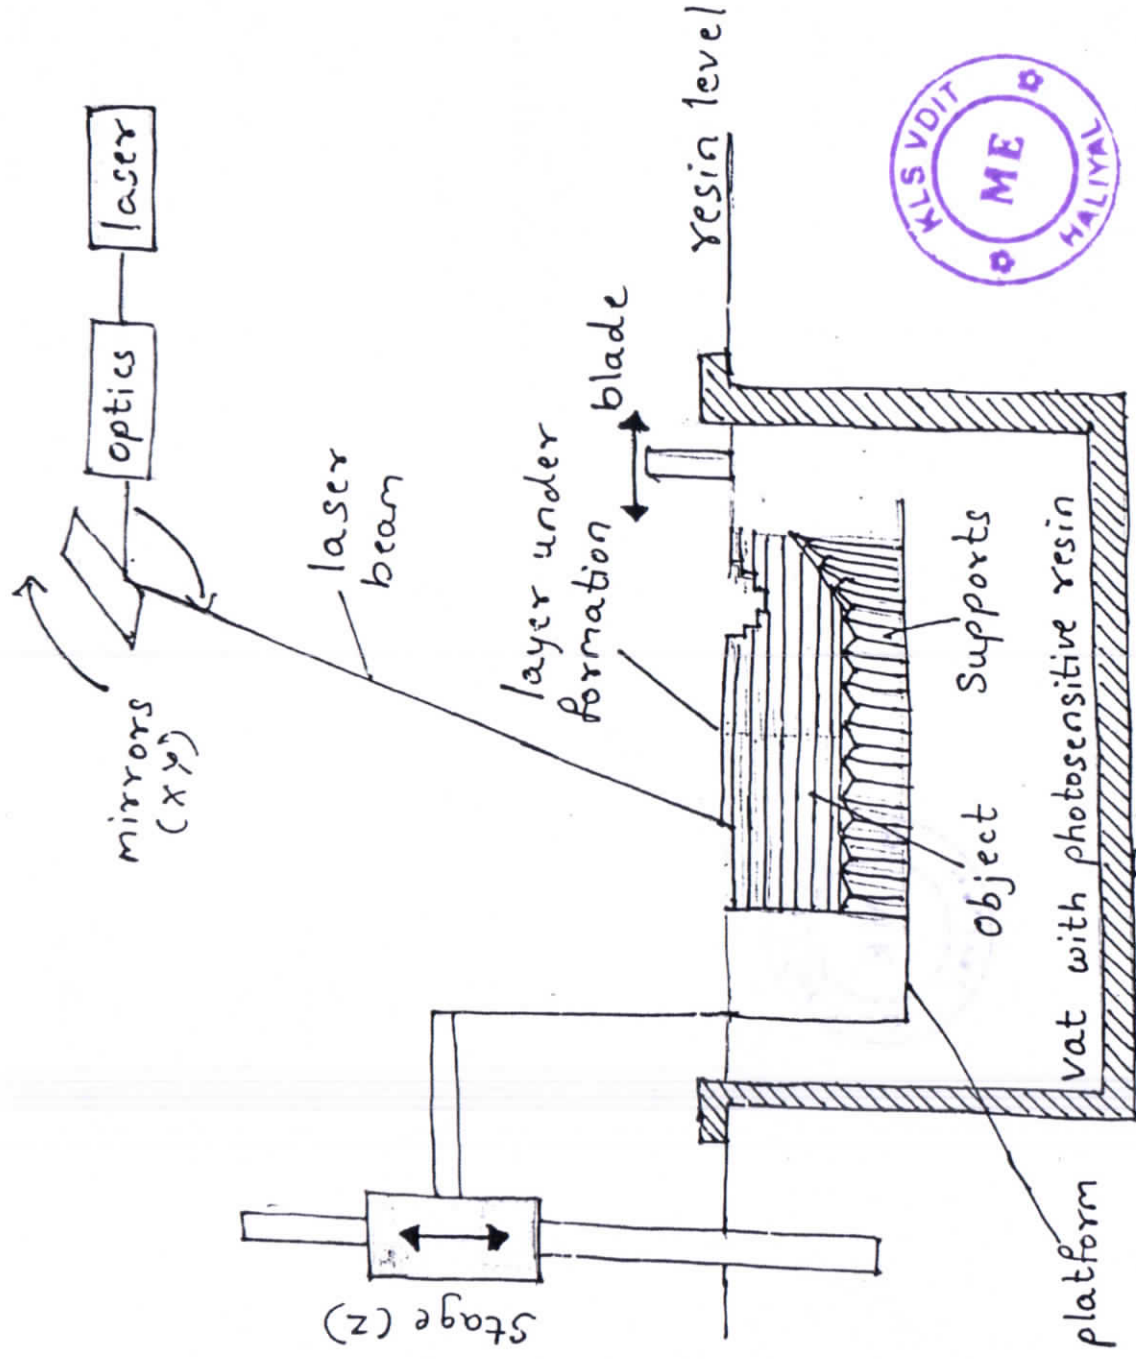 laser
optics
mirrors
(xy)
laser
beam
layer under
formation
blade
resin level
Stage (z)
platform
Object
Supports
vat with photosensitive resin
KLS VDIT
ME
HALIYAL